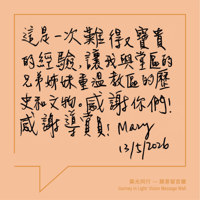 這是一次難得又寶貴
的經驗，讓我與堂區的
兄弟姊妹重溫教區的歷
史和文物。感謝你們！
感謝導賞員！Mary
13/5/2026